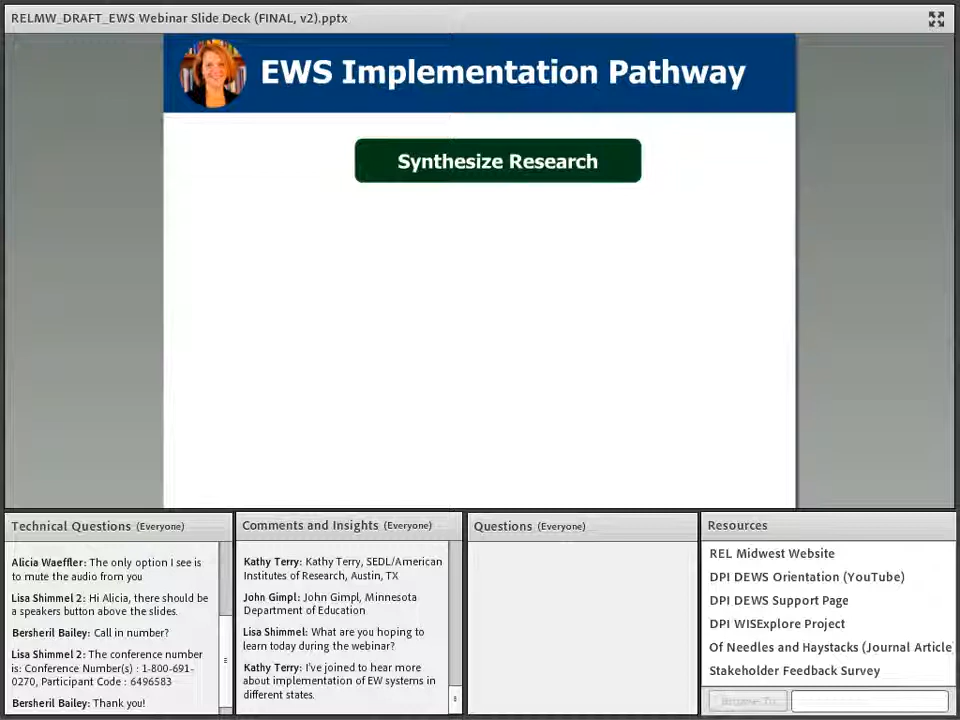 RELMW_DRAFT_EWS Webinar Slide Deck (FINAL, v2).pptx
EWS Implementation Pathway
Synthesize Research
Technical Questions (Everyone)
Alicia Waeffler: The only option I see is
to mute the audio from you
Lisa Shimmel 2: Hi Alicia, there should be
a speakers button above the slides.
Bersheril Bailey: Call in number?
Lisa Shimmel 2: The conference number
is: Conference Number(s) : 1-800-691-
0270, Participant Code : 6496583
Bersheril Bailey: Thank you!
Comments and Insights (Everyone)
Kathy Terry: Kathy Terry, SEDL/American
Institutes of Research, Austin, TX
John Gimpl: John Gimpl, Minnesota
Department of Education
Lisa Shimmel: What are you hoping to
learn today during the webinar?
Kathy Terry: I've joined to hear more
about implementation of EW systems in
different states.
Questions (Everyone)
Resources
REL Midwest Website
DPI DEWS Orientation (YouTube)
DPI DEWS Support Page
DPI WISExplore Project
Of Needles and Haystacks (Journal Article
Stakeholder Feedback Survey
Browse To